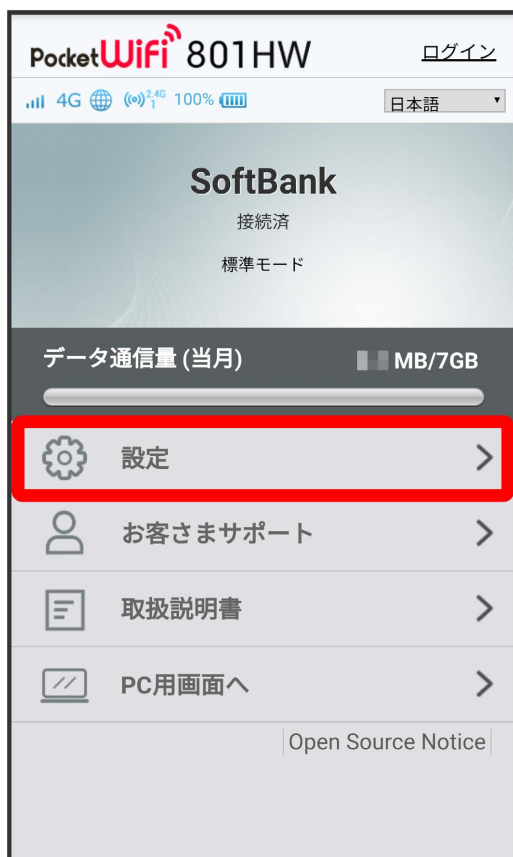 PocketWiFi 801HW ログイン
4G 2.4G 1 100% 日本語
SoftBank
接続済
標準モード
データ通信量 (当月) MB/7GB
設定
お客さまサポート
取扱説明書
PC用画面へ
Open Source Notice